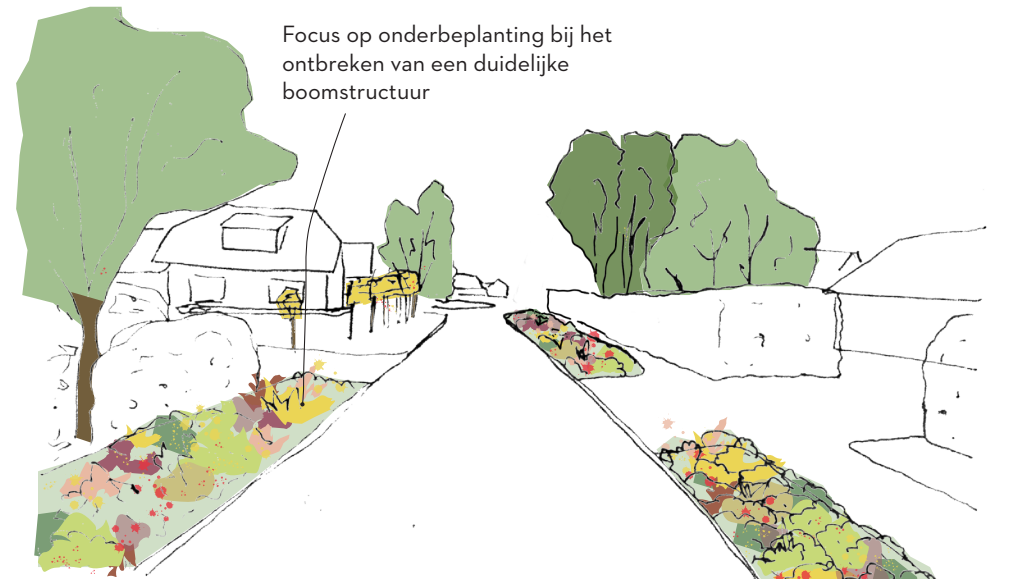 Focus op onderbeplanting bij het
ontbreken van een duidelijke
boomstructuur